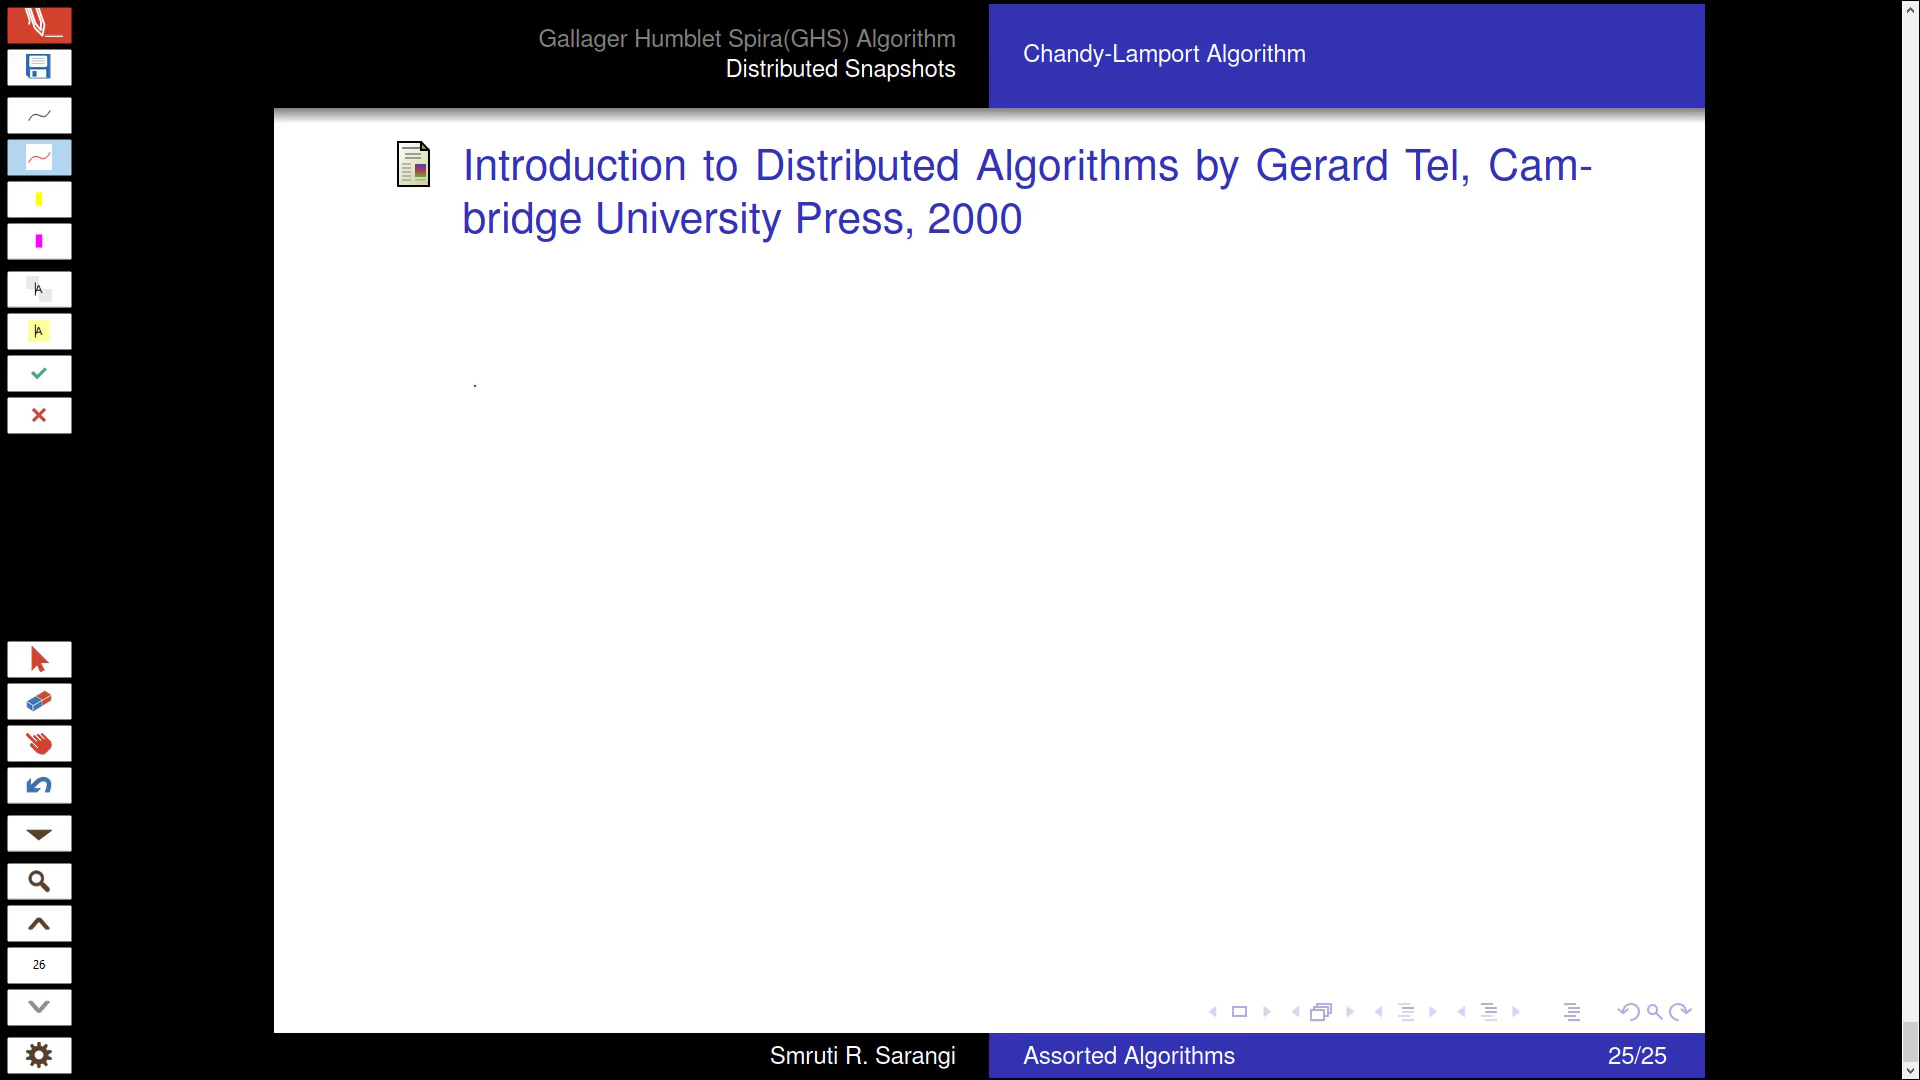 Gallager Humblet Spira(GHS) Algorithm
Distributed Snapshots
Chandy-Lamport Algorithm
Introduction to Distributed Algorithms by Gerard Tel, Cam-
bridge University Press, 2000
A
A
26
Smruti R. Sarangi
Assorted Algorithms
25/25